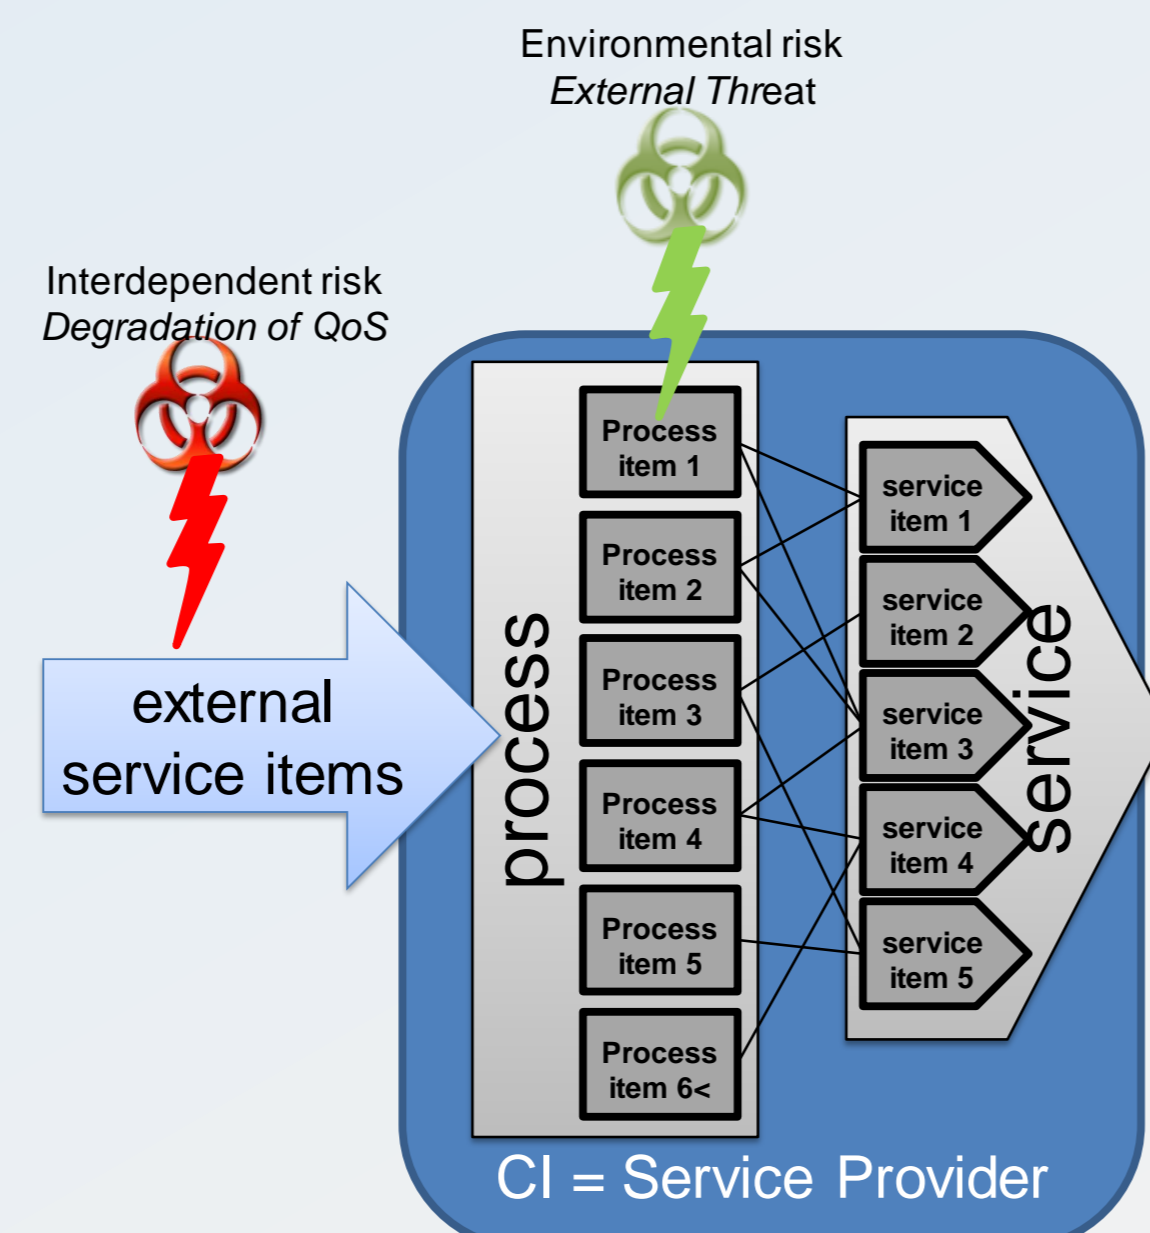 Environmental risk
External Threat
Interdependent risk
Degradation of QoS
external
service items
process
Process
item 1
Process
item 2
Process
item 3
Process
item 4
Process
item 5
Process
item 6<
service
item 1
service
item 2
service
item 3
service
item 4
service
item 5
service
CI = Service Provider